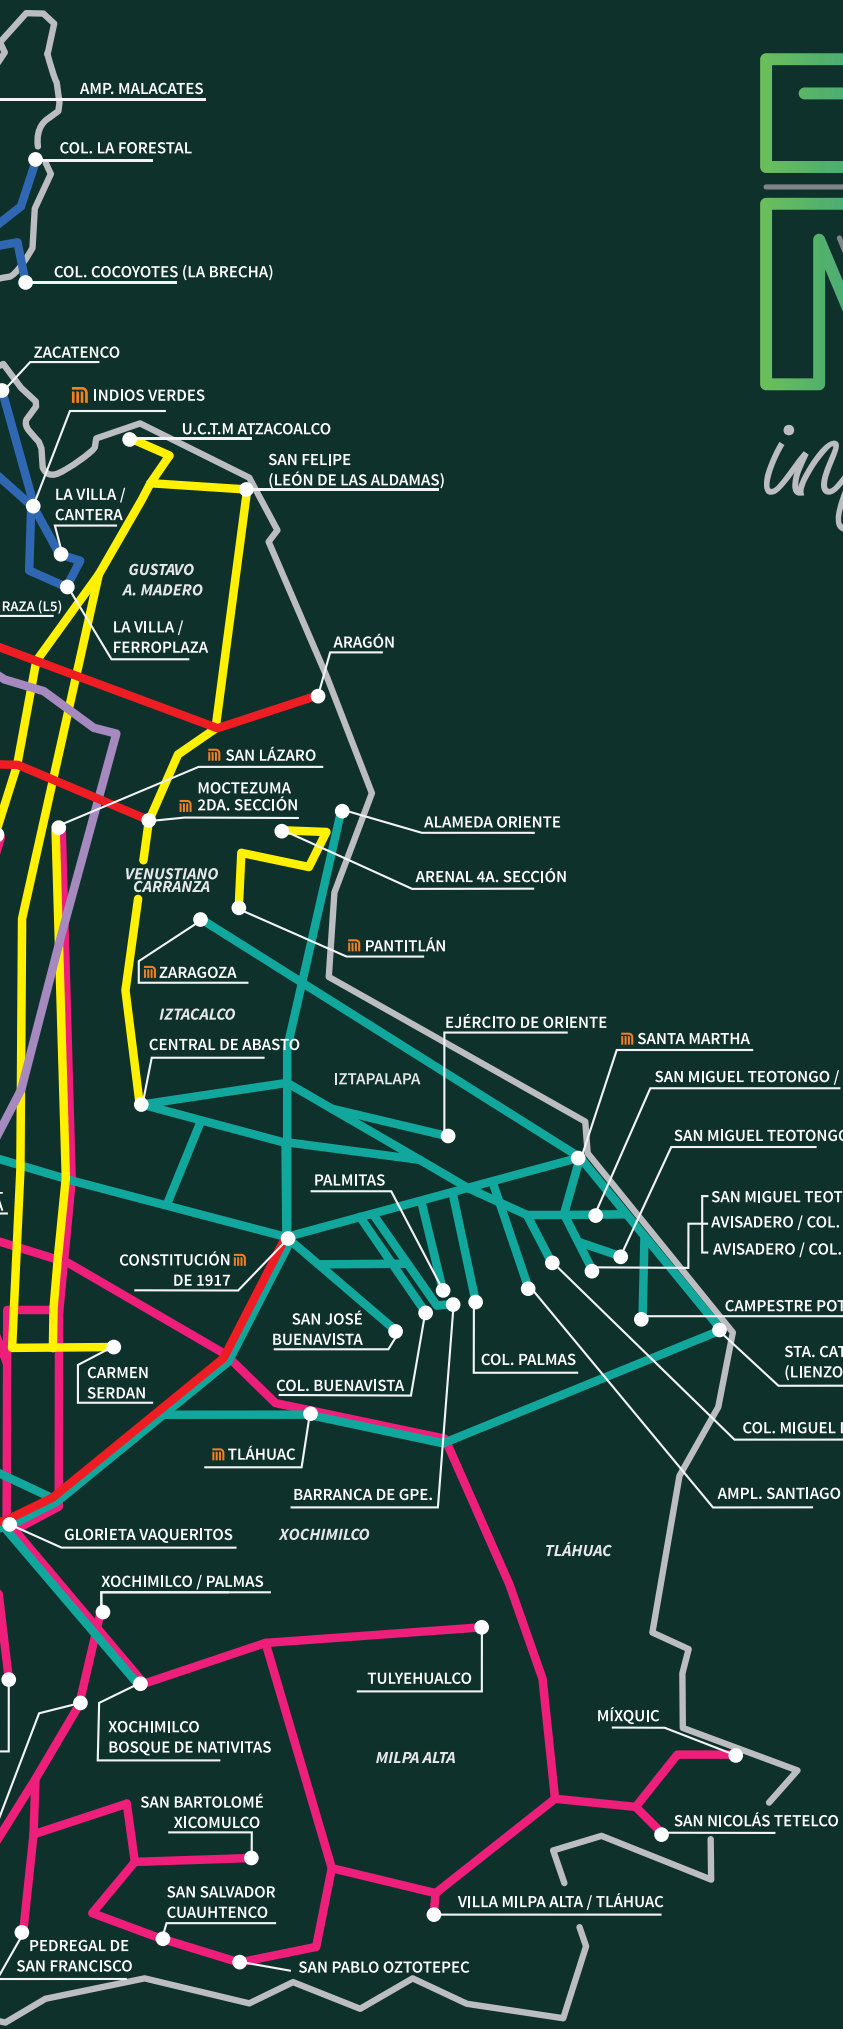 AMP. MALACATES
COL. LA FORESTAL
COL. COCOYOTES (LA BRECHA)
ZACATENCO
INDIOS VERDES
U.C.T.M ATZACOALCO
SAN FELIPE
(LEÓN DE LAS ALDAMAS)
LA VILLA /
CANTERA
GUSTAVO
A. MADERO
RAZA (L5)
LA VILLA /
FERROPLAZA
ARAGÓN
SAN LÁZARO
MOCTEZUMA
2DA. SECCIÓN
ALAMEDA ORIENTE
VENUSTIANO
CARRANZA
ARENAL 4A. SECCIÓN
PANTITLÁN
ZARAGOZA
IZTACALCO
EJÉRCITO DE ORIENTE
CENTRAL DE ABASTO
SANTA MARTHA
IZTAPALAPA
SAN MIGUEL TEOTONGO /
SAN MIGUEL TEOTONGO
PALMITAS
SAN MIGUEL TEOT
AVISADERO / COL.
AVISADERO / COL.
CONSTITUCIÓN
DE 1917
CAMPESTRE POT
SAN JOSÉ
BUENAVISTA
STA. CAT
(LIENZO
COL. PALMAS
CARMEN
SERDAN
COL. BUENAVISTA
COL. MIGUEL
TLÁHUAC
BARRANCA DE GPE.
AMPL. SANTIAGO
GLORIETA VAQUERITOS
XOCHIMILCO
TLÁHUAC
XOCHIMILCO / PALMAS
TULYEHUALCO
MÍXQUIC
XOCHIMILCO
BOSQUE DE NATIVITAS
MILPA ALTA
SAN BARTOLOMÉ
XICOMULCO
SAN NICOLÁS TETELCO
SAN SALVADOR
CUAUHTENCO
VILLA MILPA ALTA / TLÁHUAC
PEDREGAL DE
SAN FRANCISCO
SAN PABLO OZTOTEPEC